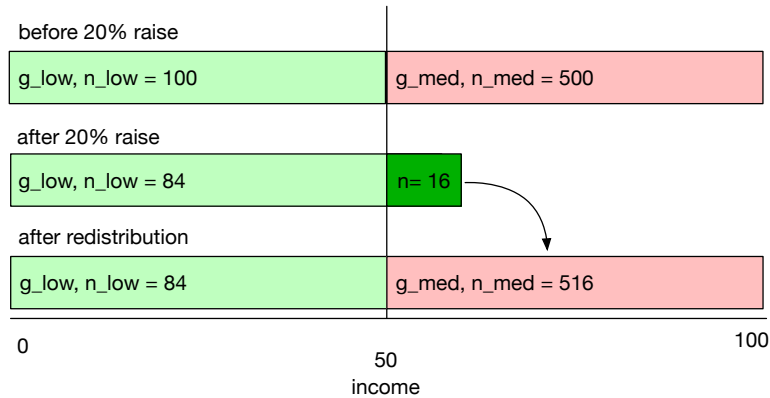 before 20% raise
g_low, n_low = 100
g_med, n_med = 500
after 20% raise
g_low, n_low = 84
n= 16
after redistribution
g_low, n_low = 84
g_med, n_med = 516
0
50
100
income